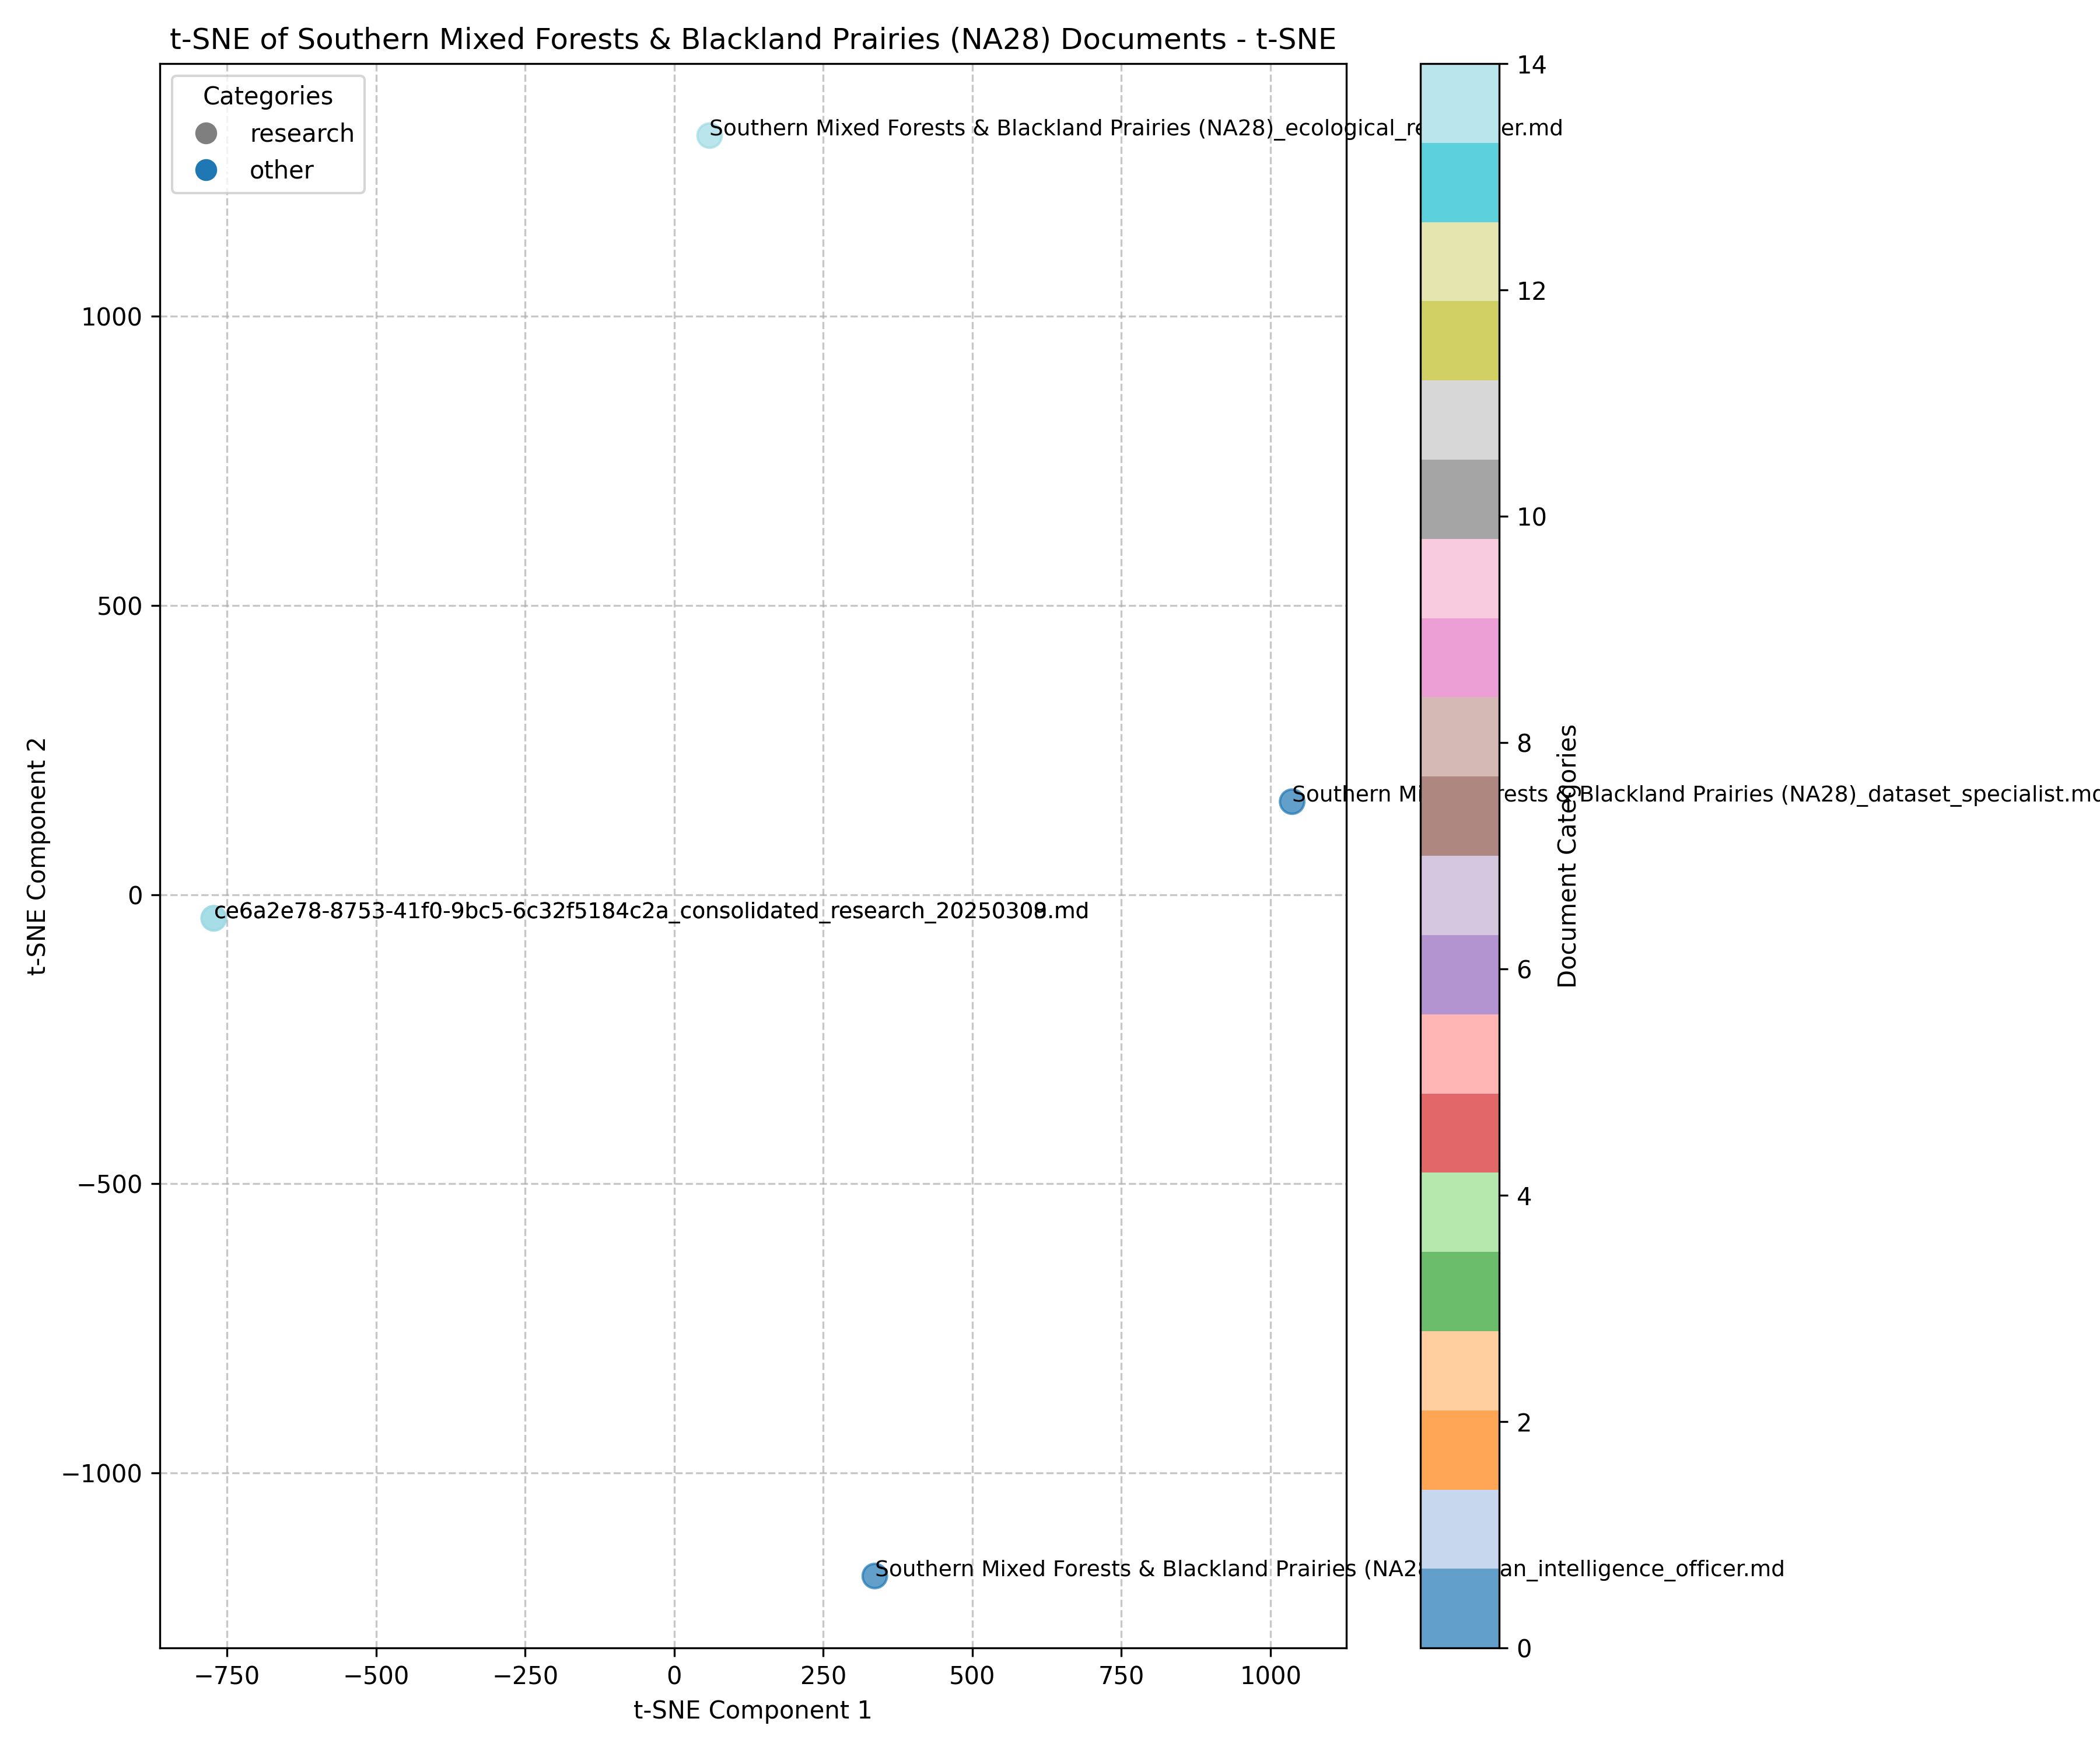 t-SNE of Southern Mixed Forests & Blackland Prairies (NA28) Documents - t-SNE
Categories
research
other
Southern Mixed Forests & Blackland Prairies (NA28)_ecological_re er.md
Southern Mi rests & Blackland Prairies (NA28)_dataset_specialist.md
ce6a2e78-8753-41f0-9bc5-6c32f5184c2a_consolidated_research_2025030 .md
Southern Mixed Forests & Blackland Prairies (NA2 an_intelligence_officer.md
1000
500
0
−500
−1000
t-SNE Component 2
−750
−500
−250
0
250
500
750
1000
t-SNE Component 1
14
12
10
8
6
4
2
0
Document Categories